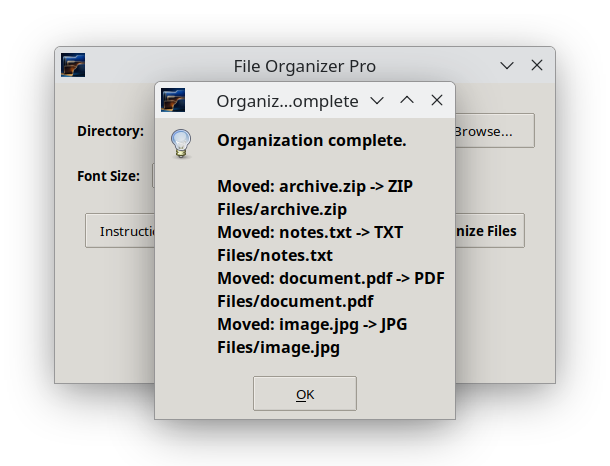 File Organizer Pro
Organiz...omplete
Directory:
Browse...
Font Size:
nize Files
Organization complete.
Moved: archive.zip -> ZIP
Files/archive.zip
Moved: notes.txt -> TXT
Files/notes.txt
Moved: document.pdf -> PDF
Files/document.pdf
Moved: image.jpg -> JPG
Files/image.jpg
OK